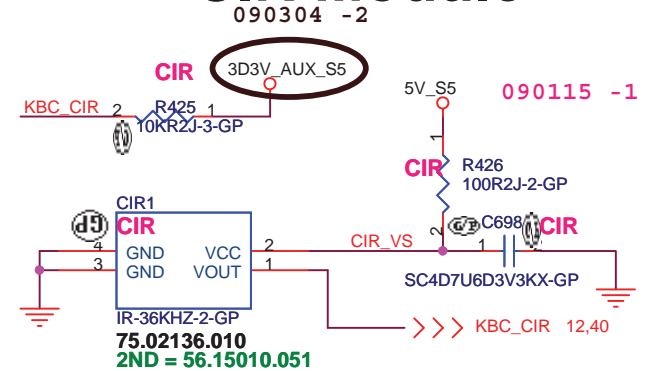 090304 -2
CIR
3D3V_AUX_S5
KBC_CIR
2
R425
1
10KR2J-3-GP
5V_S5
090115 -1
1
CIR
R426
100R2J-2-GP
2
CIR1
CIR
4
GND
VCC
2
3
GND
VOUT
1
CIR_VS
C698
1
CIR
SC4D7U6D3V3KX-GP
IR-36KHZ-2-GP
75.02136.010
2ND = 56.15010.051
KBC_CIR 12,40